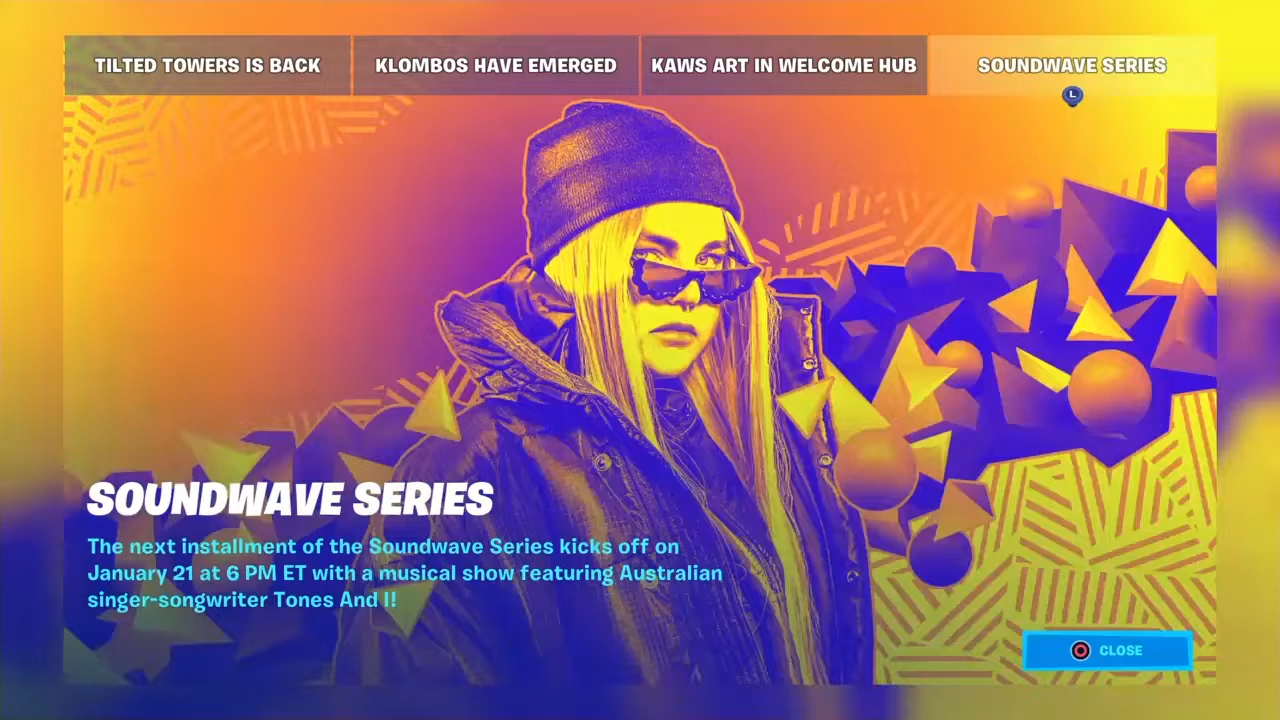 TILTED TOWERS IS BACK
KLOMBOS HAVE EMERGED
KAWS ART IN WELCOME HUB
SOUNDWAVE SERIES
L
SOUNDWAVE SERIES
The next installment of the Soundwave Series kicks off on
January 21 at 6 PM ET with a musical show featuring Australian
singer-songwriter Tones And I!
CLOSE